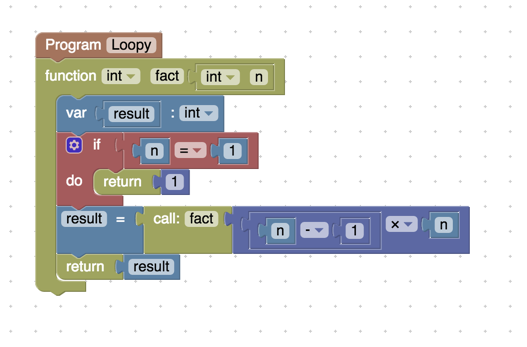 Program Loopy
function int fact int n
var result : int
if n = 1
do return 1
result = call: fact n - 1 × n
return result